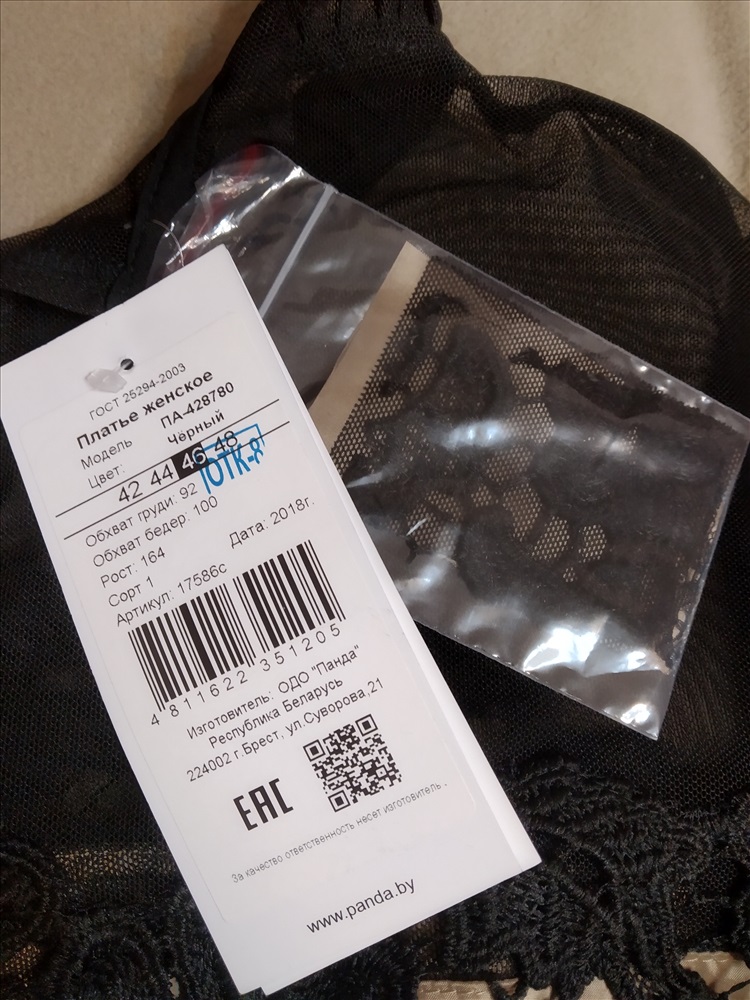 ГОСТ 25294-2003
Платье женское
Модель ПА-428780
Цвет: Чёрный
42 44 46 48
ОТК-8
Обхват груди: 92
Обхват бедер: 100
Рост: 164
Сорт 1 Дата: 2018г.
Артикул: 17586с
4 811622 351205
Изготовитель: ОДО "Панда"
Республика Беларусь
224002 г.Брест, ул.Суворова,21
ЕАС
За качество ответственность несет изготовитель.
www.panda.by